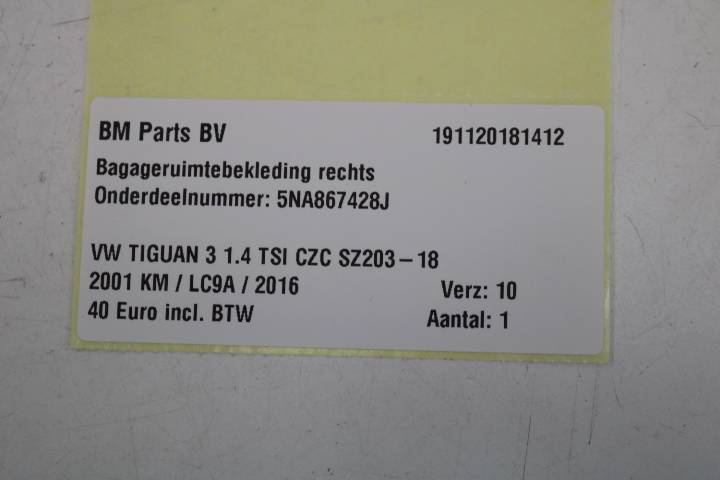 BM Parts BV 191120181412
Bagageruimtebekleding rechts
Onderdeelnummer: 5NA867428J
VW TIGUAN 3 1.4 TSI CZC SZ203-18
2001 KM / LC9A / 2016 Verz: 10
40 Euro incl. BTW Aantal: 1